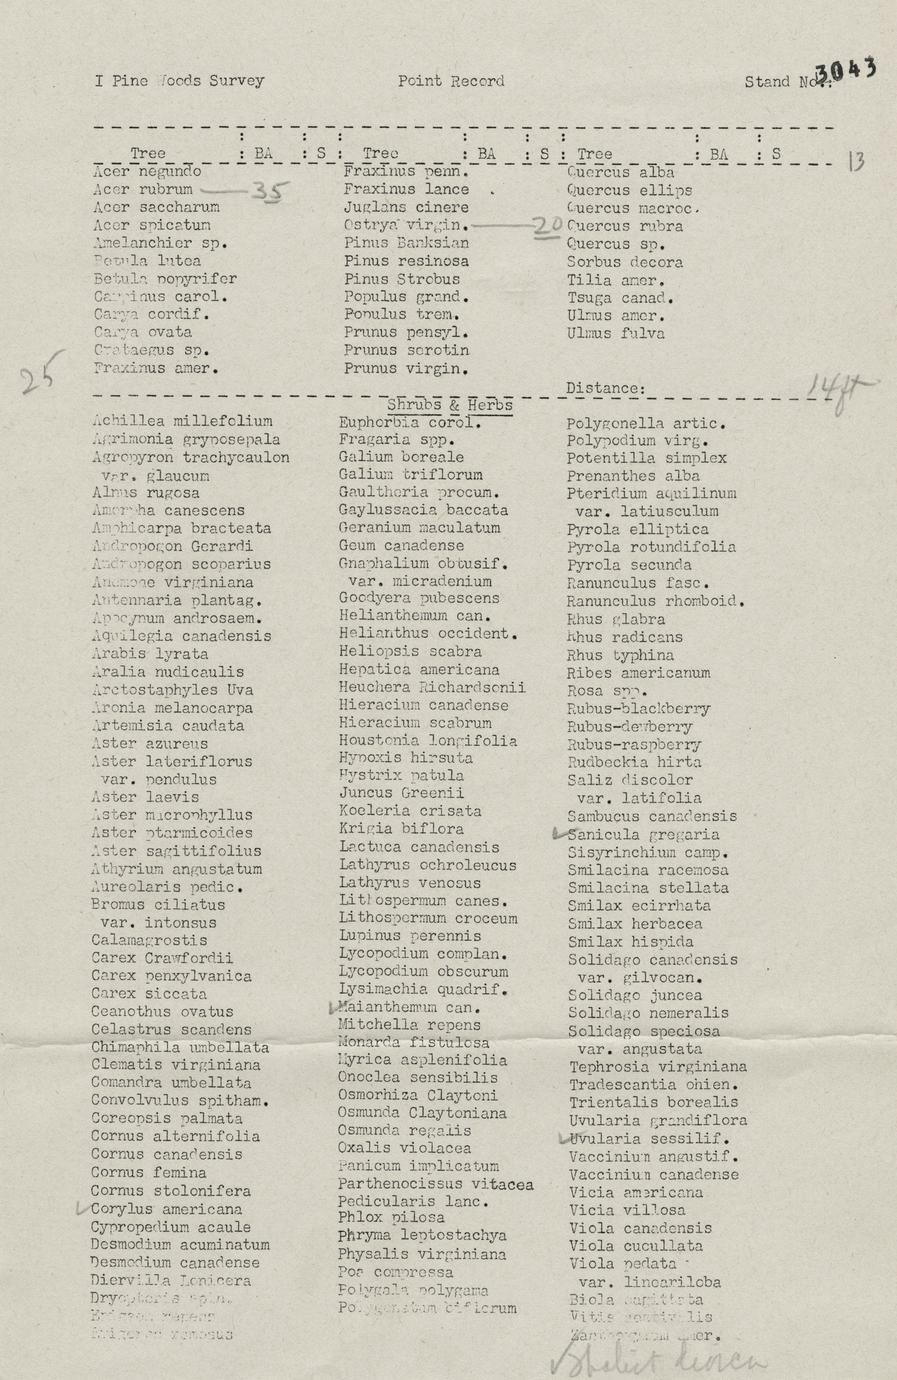 I Pine Woods Survey Point Record Stand No.: 3043
Tree : BA : S : Tree : BA : S : Tree : BA : S
13
Acer negundo
Acer rubrum 35
Acer saccharum
Acer spicatum
Amelanchier sp.
Betula lutea
Betula popyrifer
Carpinus carol.
Carya cordif.
Carya ovata
Crataegus sp.
Fraxinus amer.
25
Fraxinus penn.
Fraxinus lance .
Juglans cinere
Ostrya virgin. 20
Pinus Banksian
Pinus resinosa
Pinus Strobus
Populus grand.
Populus trem.
Prunus pensyl.
Prunus serotin
Prunus virgin.
Quercus alba
Quercus ellips
Quercus macroc.
Quercus rubra
Quercus sp.
Sorbus decora
Tilia amer.
Tsuga canad.
Ulmus amer.
Ulmus fulva
Distance: 14ft
Shrubs & Herbs
Achillea millefolium
Agrimonia gryposepala
Agropyron trachycaulon
var. glaucum
Alnus rugosa
Amorpha canescens
Amphicarpa bracteata
Andropogon Gerardi
Andropogon scoparius
Anemone virginiana
Antennaria plantag.
Apocynum androsaem.
Aquilegia canadensis
Arabis lyrata
Aralia nudicaulis
Arctostaphyles Uva
Aronia melanocarpa
Artemisia caudata
Aster azureus
Aster lateriflorus
var. pendulus
Aster laevis
Aster macrophyllus
Aster ptarmicoides
Aster sagittifolius
Athyrium angustatum
Aureolaris pedic.
Bromus ciliatus
var. intonsus
Calamagrostis
Carex Crawfordii
Carex penxylvanica
Carex siccata
Ceanothus ovatus
Celastrus scandens
Chimaphila umbellata
Clematis virginiana
Comandra umbellata
Convolvulus spitham.
Coreopsis palmata
Cornus alternifolia
Cornus canadensis
Cornus femina
Cornus stolonifera
Corylus americana
Cypropedium acaule
Desmodium acuminatum
Desmodium canadense
Diervilla Lonicera
Dryopteris spin.
Erigeron ramosus
Euphorbia corol.
Fragaria spp.
Galium boreale
Galium triflorum
Gaultheria procum.
Gaylussacia baccata
Geranium maculatum
Geum canadense
Gnaphalium obtusif.
var. micradenium
Goodyera pubescens
Helianthemum can.
Helianthus occident.
Heliopsis scabra
Hepatica americana
Heuchera Richardsonii
Hieracium canadense
Hieracium scabrum
Houstonia longifolia
Hypoxis hirsuta
Hystrix patula
Juncus Greenii
Koeleria crisata
Krigia biflora
Lactuca canadensis
Lathyrus ochroleucus
Lathyrus venosus
Lithospermum canes.
Lithospermum croceum
Lupinus perennis
Lycopodium complan.
Lycopodium obscurum
Lysimachia quadrif.
Maianthemum can.
Mitchella repens
Monarda fistulosa
Myrica asplenifolia
Onoclea sensibilis
Osmorhiza Claytoni
Osmunda Claytoniana
Osmunda regalis
Oxalis violacea
Panicum implicatum
Parthenocissus vitacea
Pedicularis lanc.
Phlox pilosa
Phryma leptostachya
Physalis virginiana
Poa compressa
Polygala polygama
Polygonatum biflorum
Polygonella artic.
Polypodium virg.
Potentilla simplex
Prenanthes alba
Pteridium aquilinum
var. latiusculum
Pyrola elliptica
Pyrola rotundifolia
Pyrola secunda
Ranunculus fasc.
Ranunculus rhomboid.
Rhus glabra
Rhus radicans
Rhus typhina
Ribes americanum
Rosa spp.
Rubus-blackberry
Rubus-dewberry
Rubus-raspberry
Rudbeckia hirta
Saliz discolor
var. latifolia
Sambucus canadensis
Sanicula gregaria
Sisyrinchium camp.
Smilacina racemosa
Smilacina stellata
Smilax ecirrhata
Smilax herbacea
Smilax hispida
Solidago canadensis
var. gilvocan.
Solidago juncea
Solidago nemeralis
Solidago speciosa
var. angustata
Tephrosia virginiana
Tradescantia ohien.
Trientalis borealis
Uvularia grandiflora
Uvularia sessilif.
Vaccinium angustif.
Vaccinium canadense
Vicia americana
Vicia villosa
Viola canadensis
Viola cucullata
Viola pedata
var. lineariloba
Biola sagittata
Vitis aestivalis
amer.